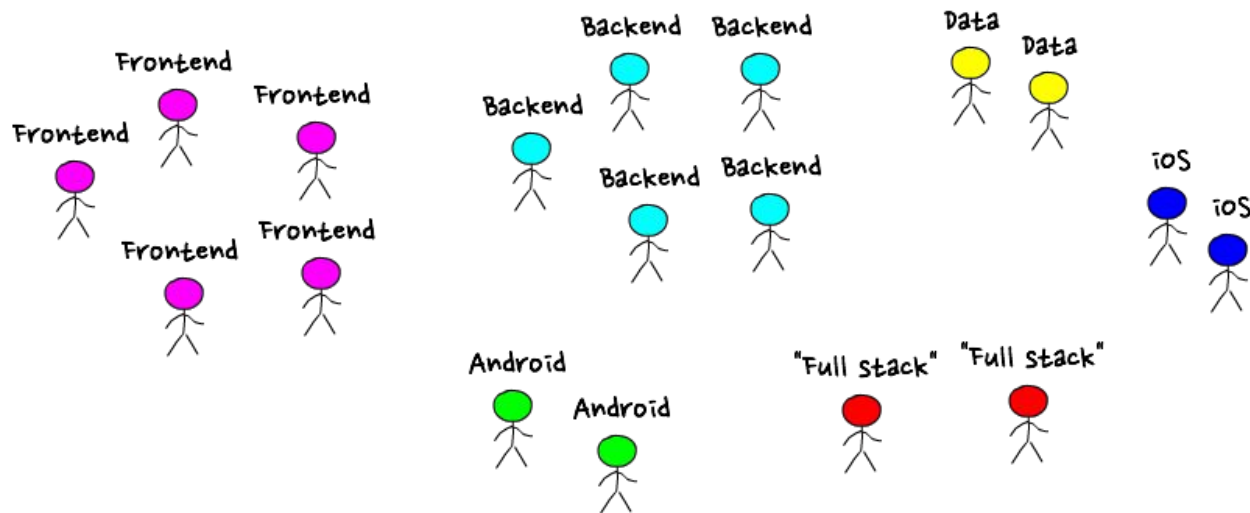 Frontend
Frontend
Frontend
Frontend
Frontend
Backend
Backend
Backend
Backend
Backend
Data
Data
iOS
iOS
Android
Android
"Full stack"
"Full stack"